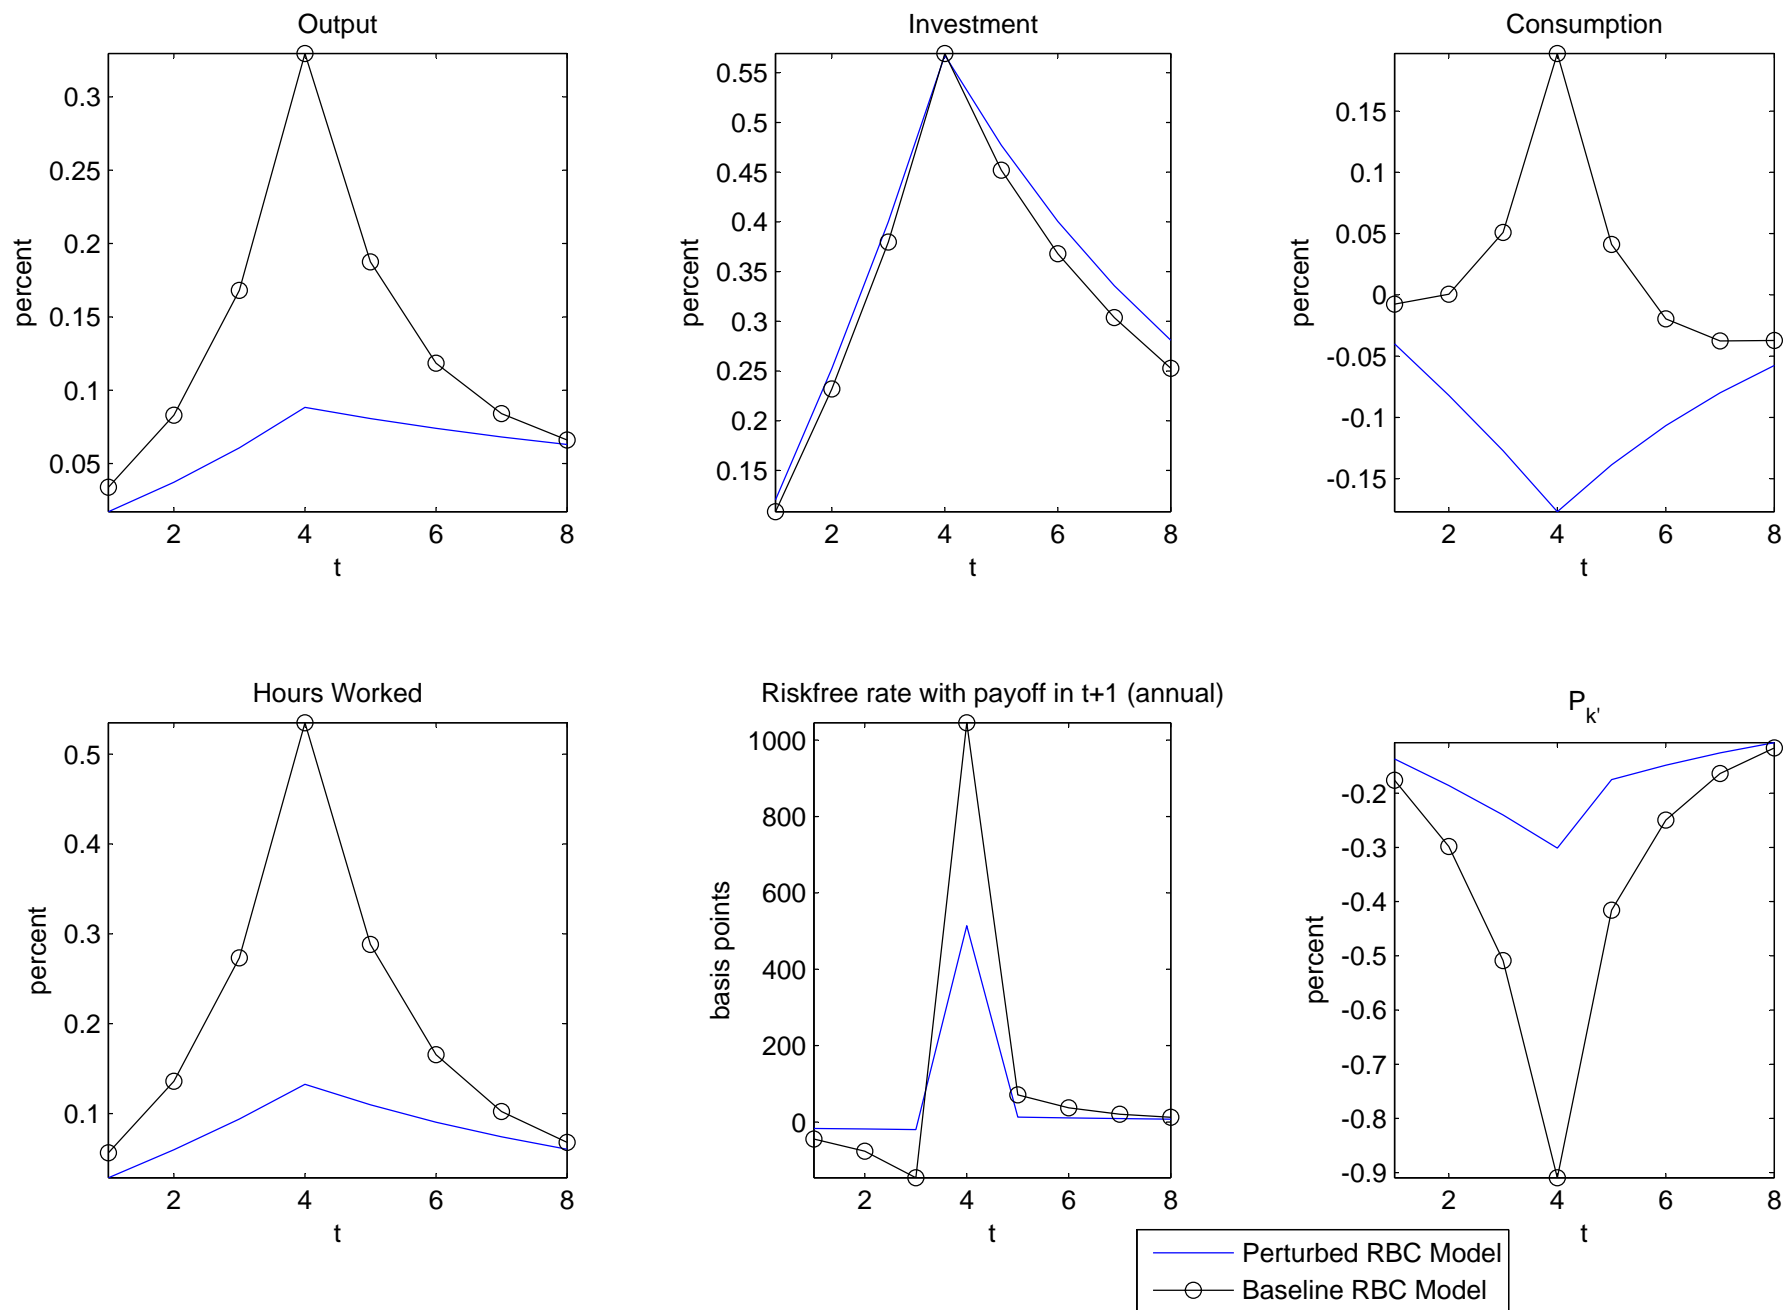 Output
percent
0.3
0.25
0.2
0.15
0.1
0.05
2 4 6 8
t
Investment
percent
0.55
0.5
0.45
0.4
0.35
0.3
0.25
0.2
0.15
2 4 6 8
t
Consumption
percent
0.15
0.1
0.05
0
-0.05
-0.1
-0.15
2 4 6 8
t
Hours Worked
percent
0.5
0.4
0.3
0.2
0.1
2 4 6 8
t
Riskfree rate with payoff in t+1 (annual)
basis points
1000
800
600
400
200
0
2 4 6 8
t
P_k'
percent
-0.2
-0.3
-0.4
-0.5
-0.6
-0.7
-0.8
-0.9
2 4 6 8
t
Perturbed RBC Model
Baseline RBC Model